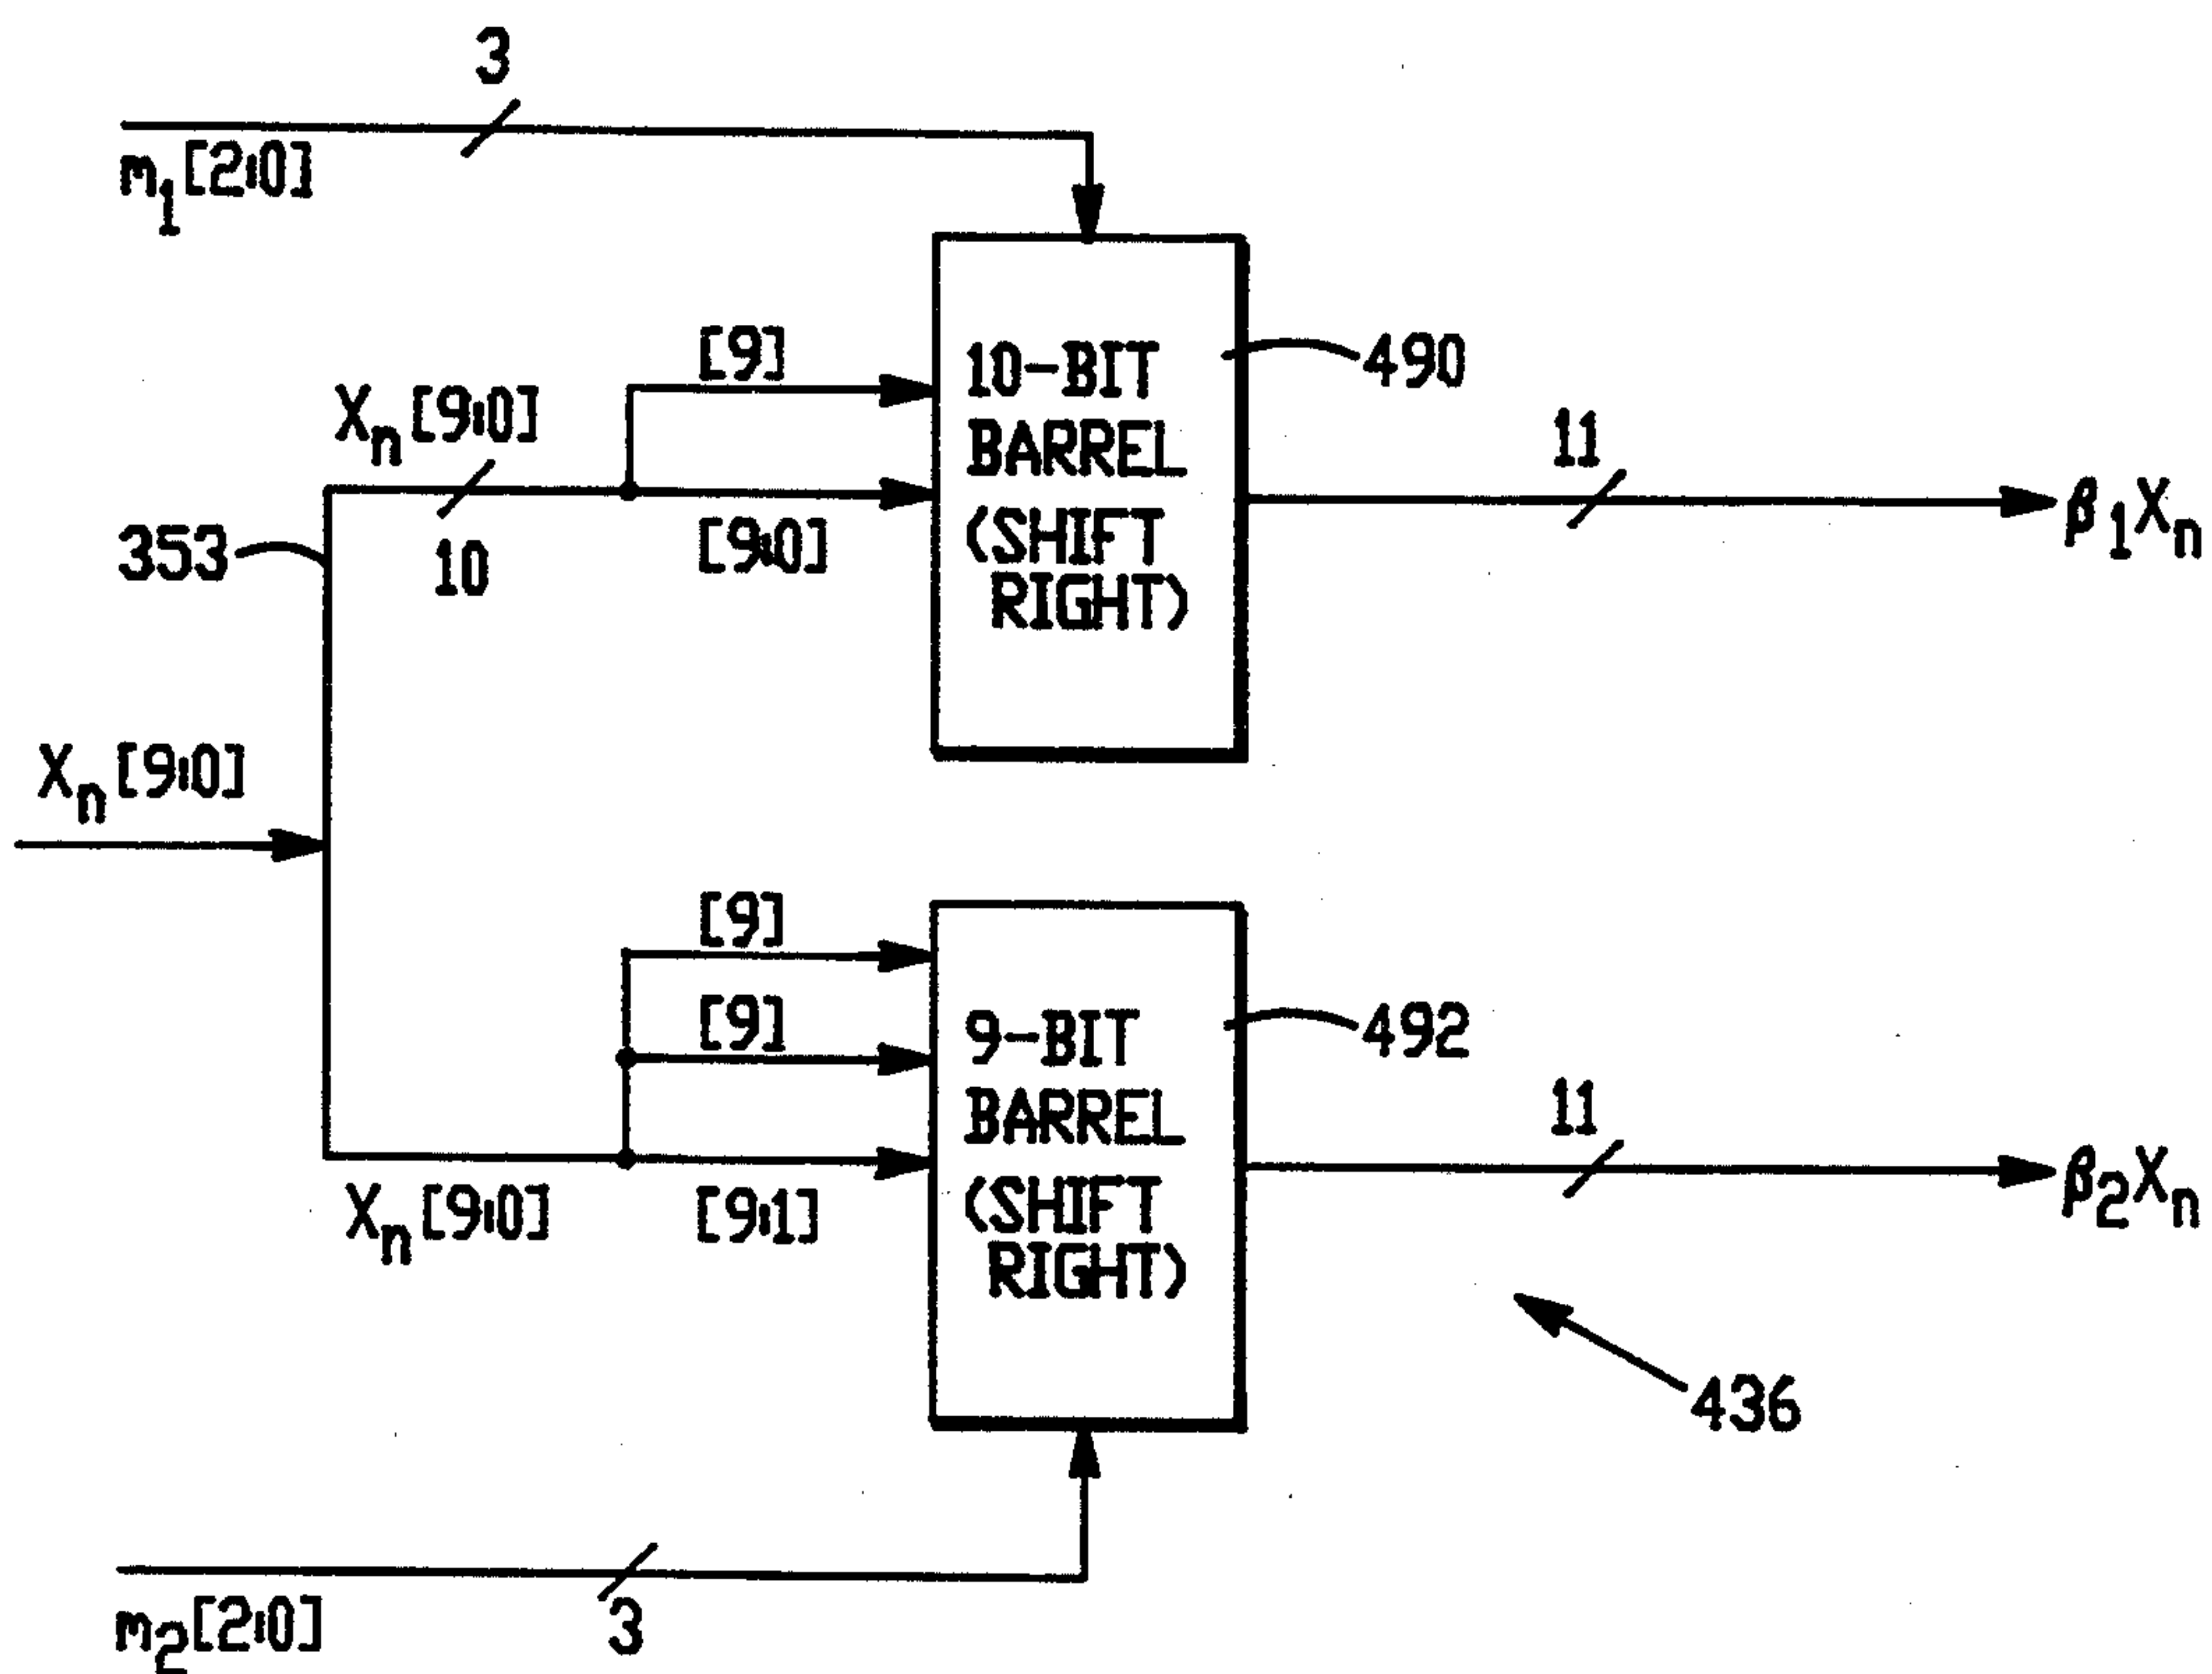 3
m1[2:0]
[9]
10-BIT
490
Xn[9:0]
BARREL
11
(SHIFT
β1Xn
353
10
[9:0]
RIGHT)
Xn[9:0]
[9]
[9]
9-BIT
492
BARREL
11
(SHIFT
β2Xn
Xn[9:0]
[9:1]
RIGHT)
436
m2[2:0]
3